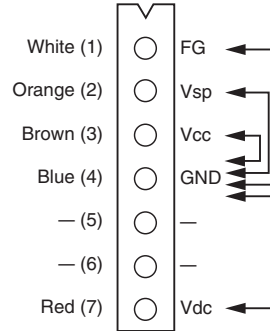 White (1) FG
Orange (2) Vsp
Brown (3) Vcc
Blue (4) GND
— (5) —
— (6) —
Red (7) Vdc